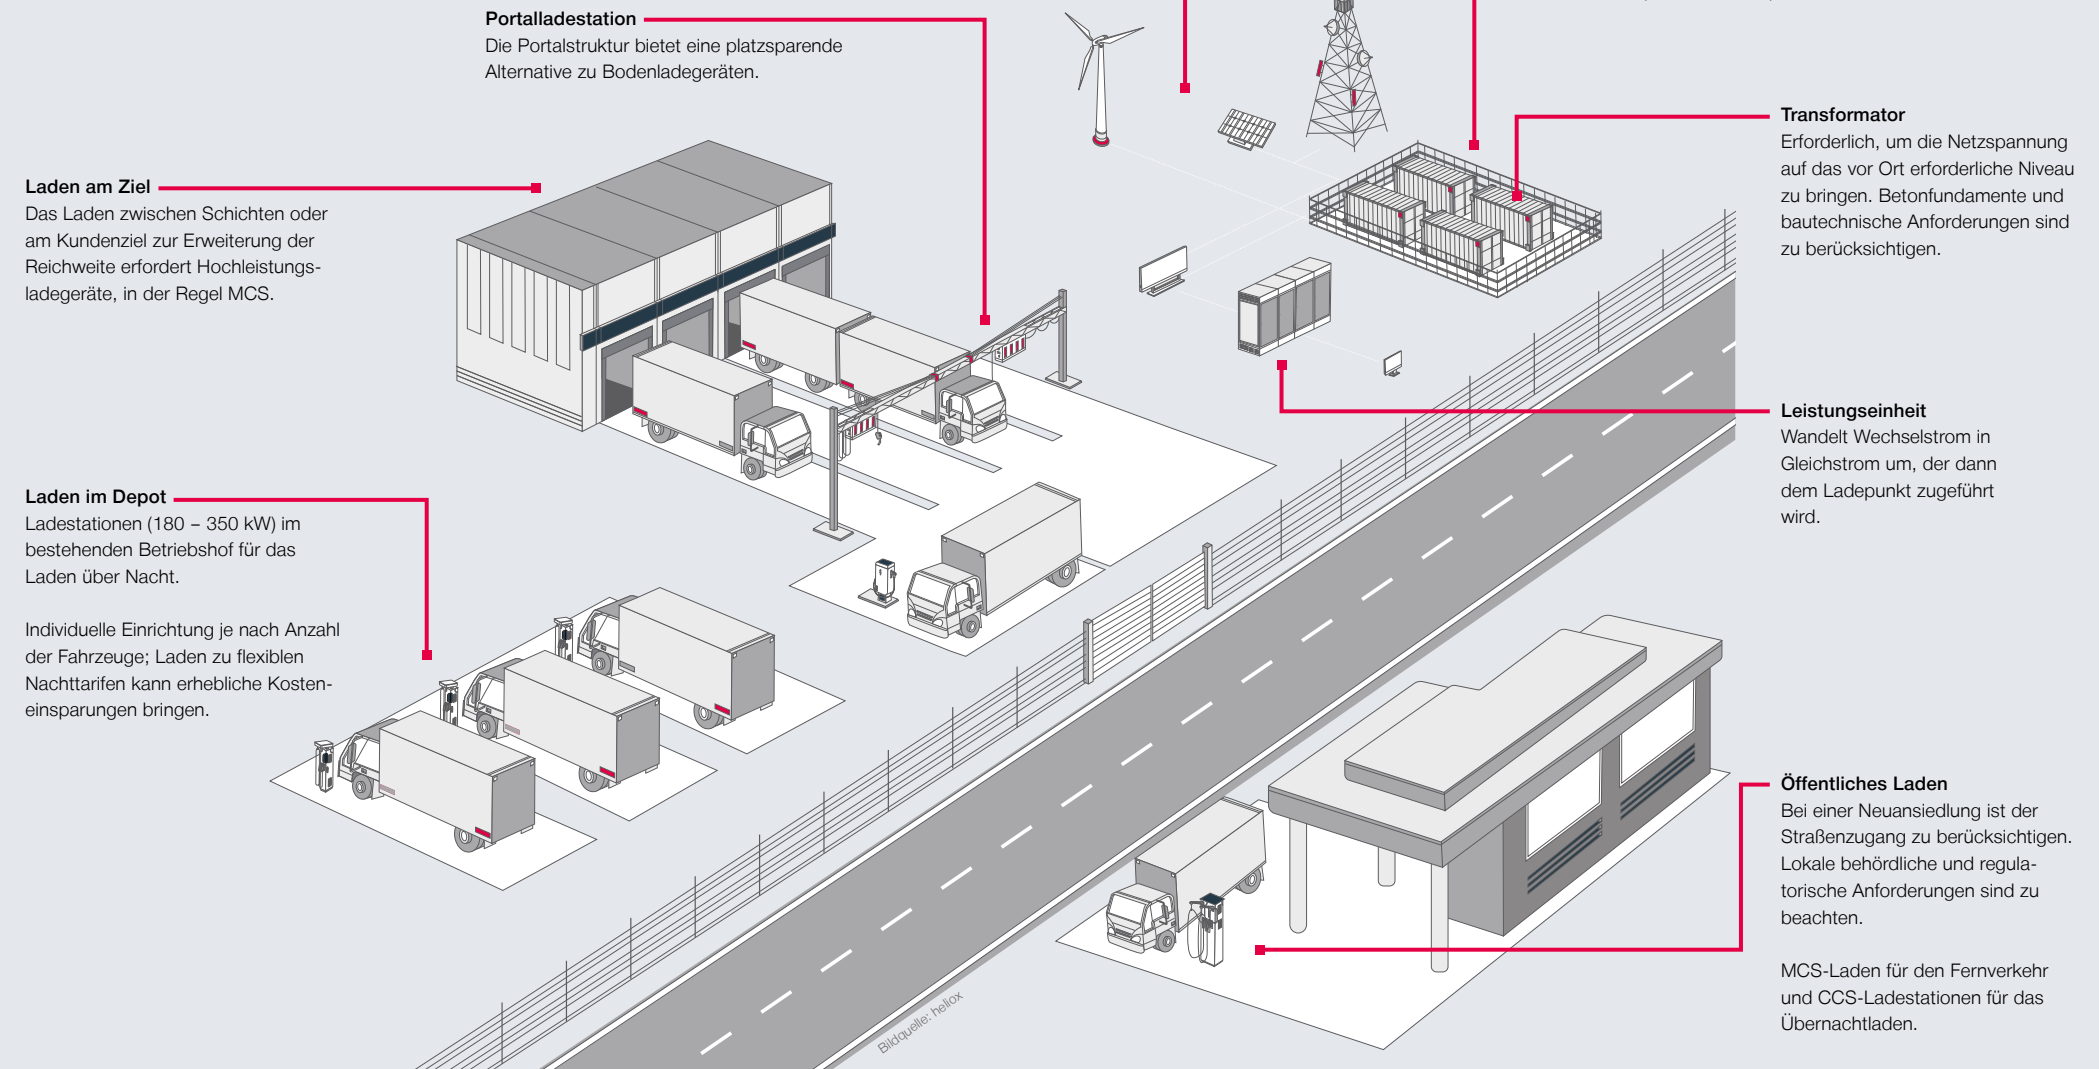 Portalladestation
Die Portalstruktur bietet eine platzsparende
Alternative zu Bodenladegeräten.
Transformator
Erforderlich, um die Netzspannung
auf das vor Ort erforderliche Niveau
zu bringen. Betonfundamente und
bautechnische Anforderungen sind
zu berücksichtigen.
Laden am Ziel
Das Laden zwischen Schichten oder
am Kundenziel zur Erweiterung der
Reichweite erfordert Hochleistungs-
ladegeräte, in der Regel MCS.
Leistungseinheit
Wandelt Wechselstrom in
Gleichstrom um, der dann
dem Ladepunkt zugeführt
wird.
Laden im Depot
Ladestationen (180 – 350 kW) im
bestehenden Betriebshof für das
Laden über Nacht.
Individuelle Einrichtung je nach Anzahl
der Fahrzeuge; Laden zu flexiblen
Nachttarifen kann erhebliche Kosten-
einsparungen bringen.
Öffentliches Laden
Bei einer Neuansiedlung ist der
Straßenzugang zu berücksichtigen.
Lokale behördliche und regula-
torische Anforderungen sind zu
beachten.
MCS-Laden für den Fernverkehr
und CCS-Ladestationen für das
Übernachtladen.
Bildquelle: heliox